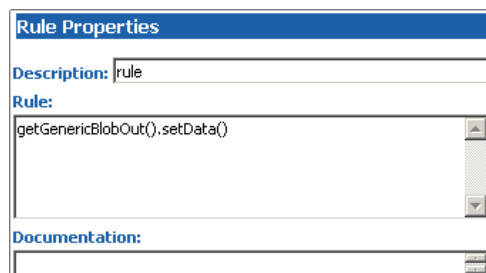 Rule Properties
Description: rule
Rule:
getGenericBlobOut().setData()
Documentation: